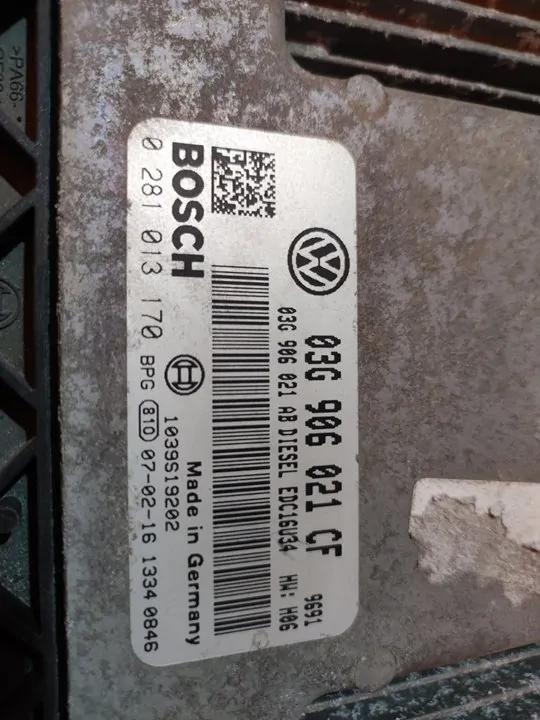 03G 906 021 CF
9691
03G 906 021 AB DIESEL EDC16U34 HW: H06
BOSCH
Made in Germany
1039S19202
0 281 013 170 BPG 81D 07-02-16 1334 0846
>PA66-